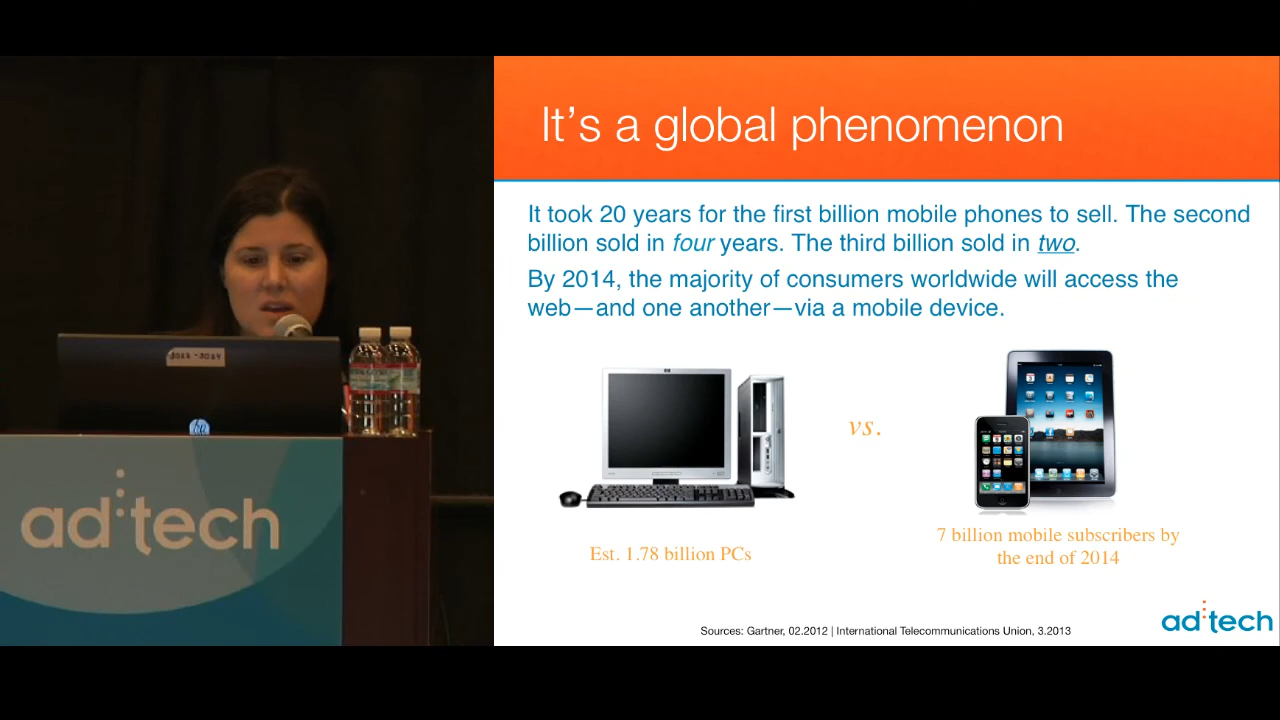 It's a global phenomenon
It took 20 years for the first billion mobile phones to sell. The second
billion sold in four years. The third billion sold in two.
By 2014, the majority of consumers worldwide will access the
web—and one another—via a mobile device.
vs.
Est. 1.78 billion PCs
7 billion mobile subscribers by
the end of 2014
Sources: Gartner, 02.2012 | International Telecommunications Union, 3.2013
ad:tech
ad:tech